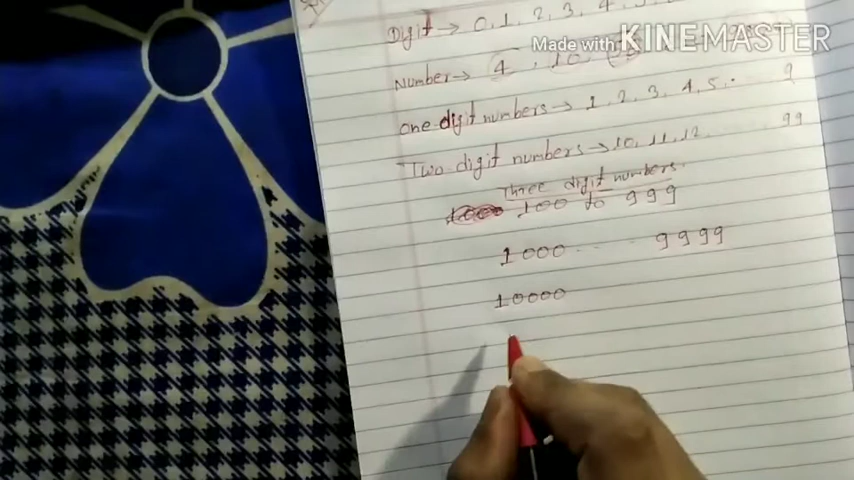 Digit → 0, 1, 2, 3, 4, 5,
Made with KINEMASTER
Number → 4, 10,
one digit numbers → 1, 2, 3, 4, 5.. 9
Two digit numbers → 10, 11, 12, ..... 99
Three digit numbers.
100 to 999
1000 ... . 9999
10000